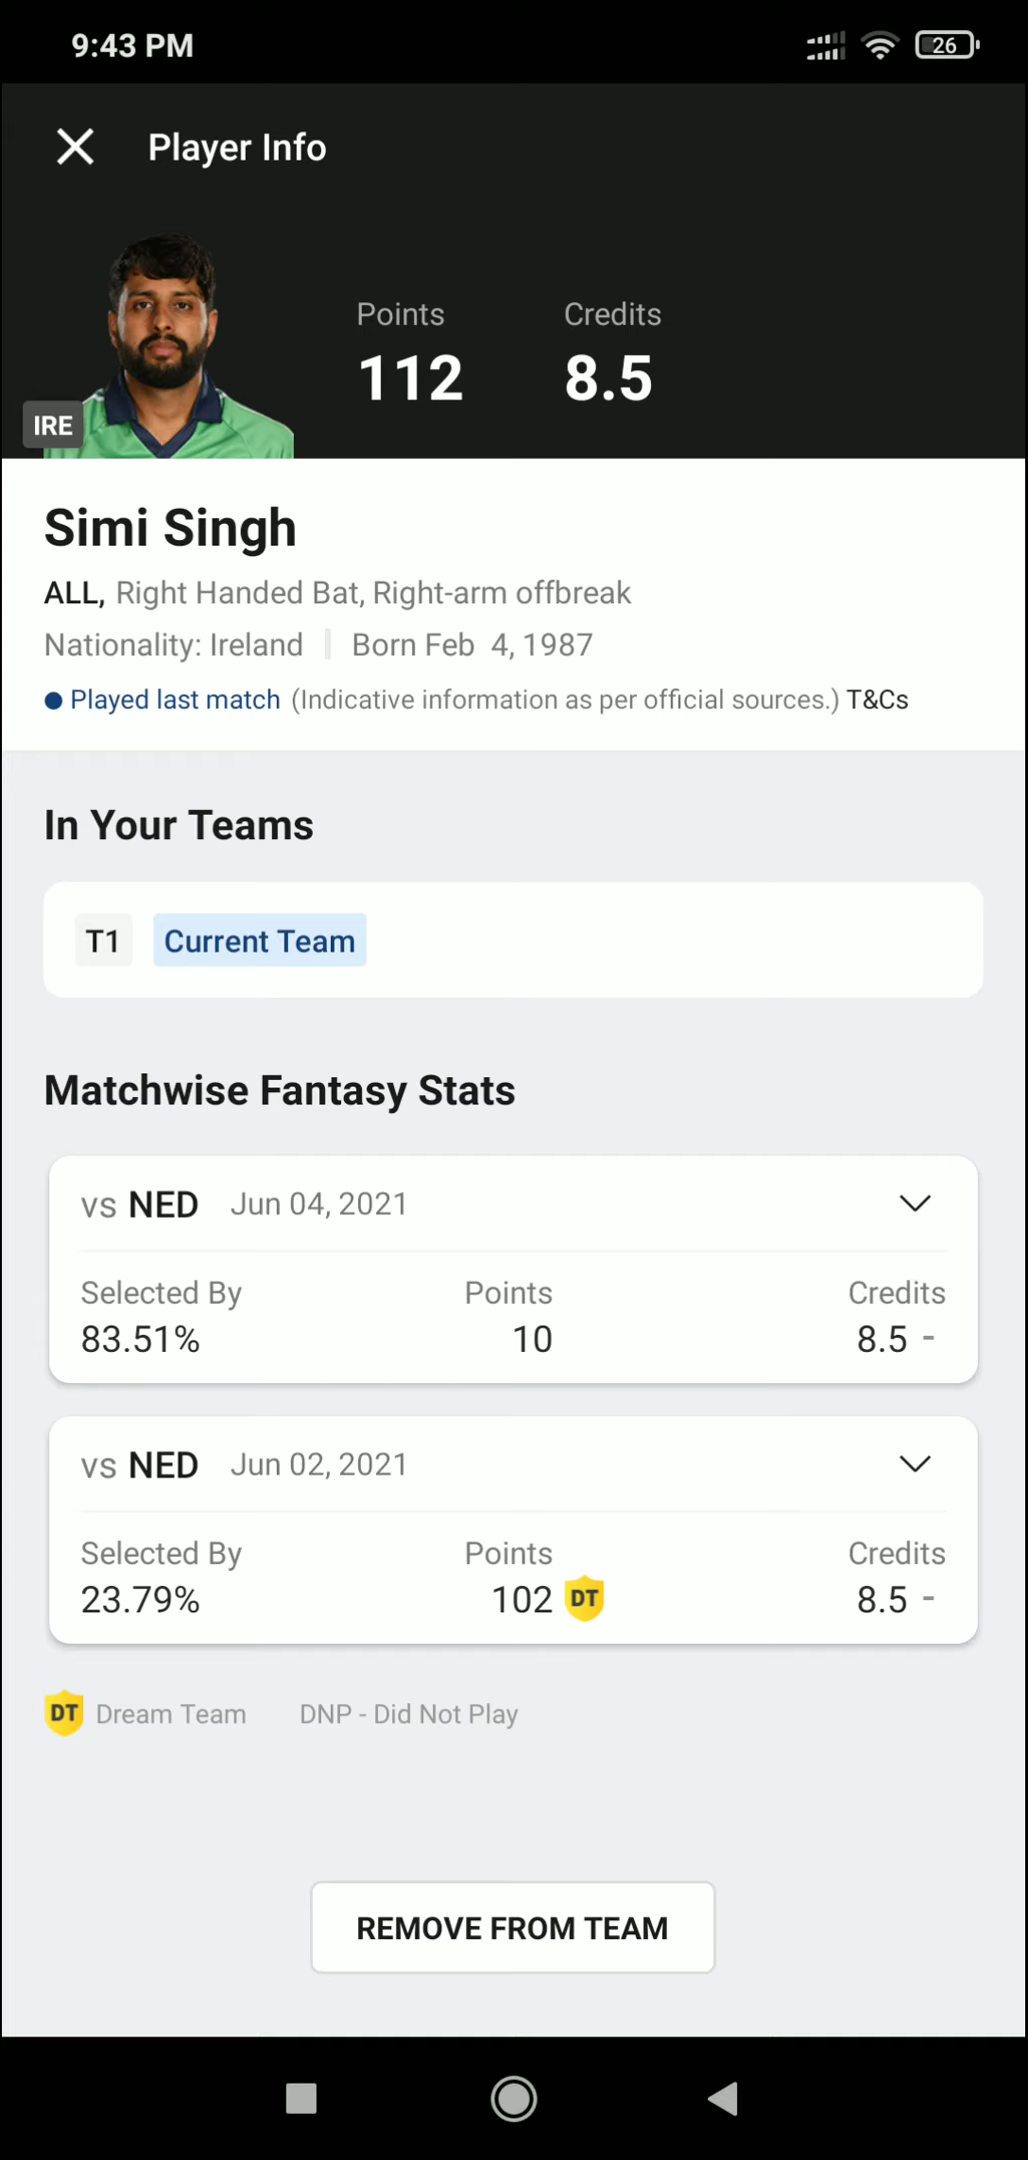 9:43 PM
26
Player Info
Points
Credits
112
8.5
IRE
Simi Singh
ALL, Right Handed Bat, Right-arm offbreak
Nationality: Ireland
Born Feb 4, 1987
Played last match (Indicative information as per official sources.) T&Cs
In Your Teams
T1
Current Team
Matchwise Fantasy Stats
vs NED Jun 04, 2021
Selected By
Points
Credits
83.51%
10
8.5 -
vs NED Jun 02, 2021
Selected By
Points
Credits
23.79%
102 DT
8.5 -
DT Dream Team
DNP - Did Not Play
REMOVE FROM TEAM